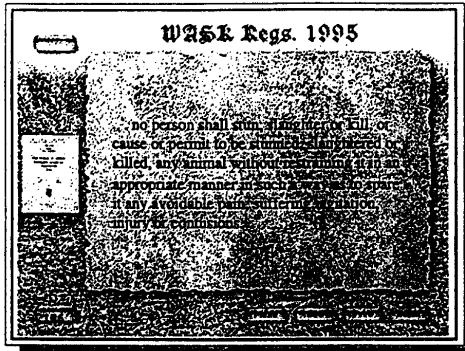 WASK Regs. 1995
no person shall stun, slaughter or kill, or
cause or permit to be stunned, slaughtered or
killed, any animal without restraining it in an
appropriate manner in such a way as to spare
it any avoidable pain, suffering, agitation,
injury or contusions